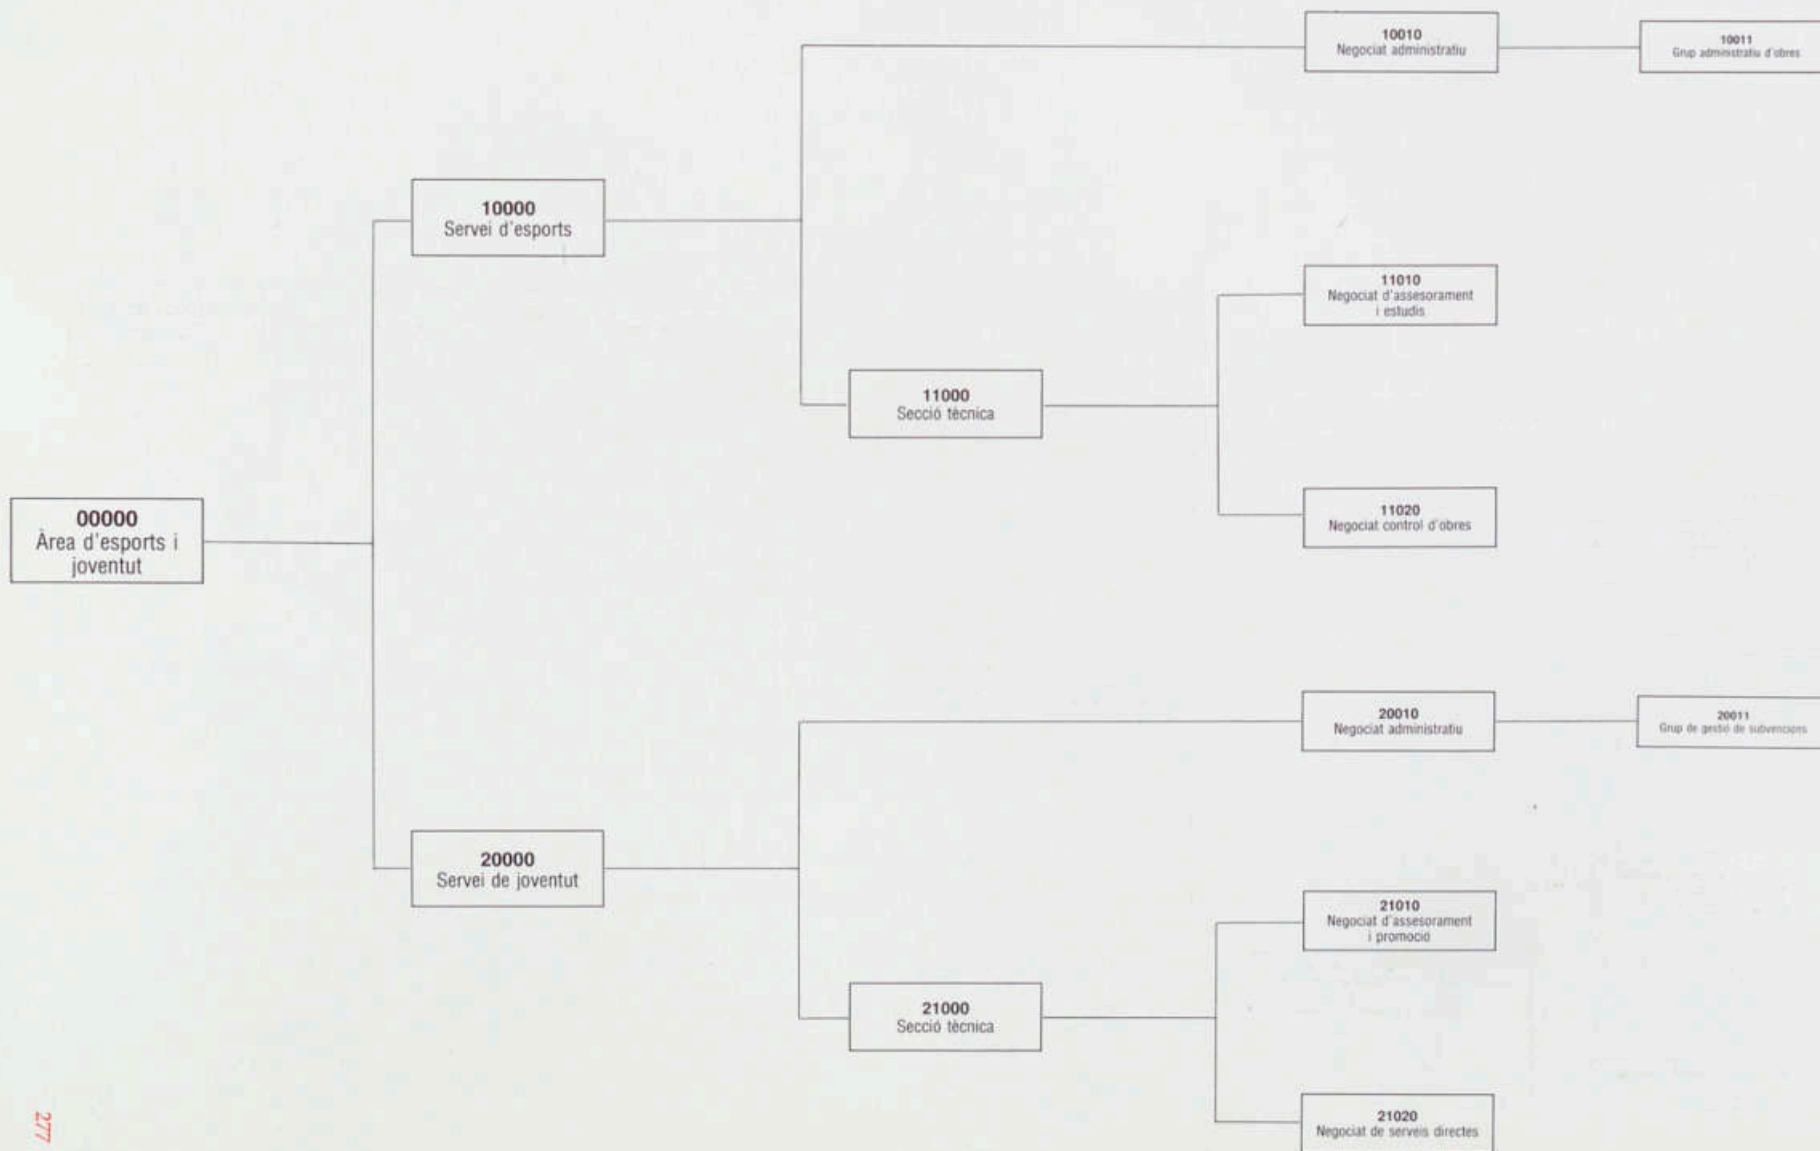 00000
Àrea d'esports i
joventut
10000
Servei d'esports
10010
Negociat administratiu
10011
Grup administratiu d'obres
11000
Secció tècnica
11010
Negociat d'assesorament
i estudis
11020
Negociat control d'obres
20000
Servei de joventut
20010
Negociat administratiu
20011
Grup de gestió de subvencions
21000
Secció tècnica
21010
Negociat d'assesorament
i promoció
21020
Negociat de serveis directes
277